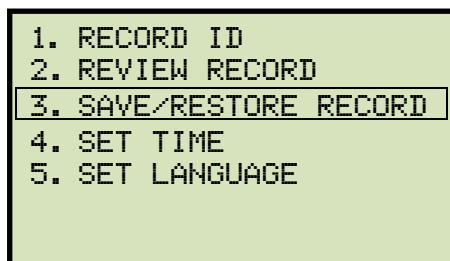 1. RECORD ID
2. REVIEW RECORD
3. SAVE/RESTORE RECORD
4. SET TIME
5. SET LANGUAGE